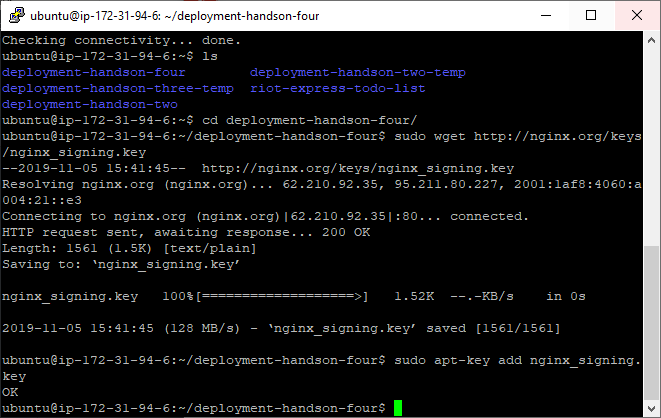 ubuntu@ip-172-31-94-6: ~/deployment-handson-four
Checking connectivity... done.
ubuntu@ip-172-31-94-6:~$ ls
deployment-handson-four        deployment-handson-two-temp
deployment-handson-three-temp  riot-express-todo-list
deployment-handson-two
ubuntu@ip-172-31-94-6:~$ cd deployment-handson-four/
ubuntu@ip-172-31-94-6:~/deployment-handson-four$ sudo wget http://nginx.org/keys
/nginx_signing.key
--2019-11-05 15:41:45--  http://nginx.org/keys/nginx_signing.key
Resolving nginx.org (nginx.org)... 62.210.92.35, 95.211.80.227, 2001:1af8:4060:a
004:21::e3
Connecting to nginx.org (nginx.org)|62.210.92.35|:80... connected.
HTTP request sent, awaiting response... 200 OK
Length: 1561 (1.5K) [text/plain]
Saving to: ‘nginx_signing.key’
nginx_signing.key   100%[===================>]   1.52K  --.-KB/s    in 0s
2019-11-05 15:41:45 (128 MB/s) - ‘nginx_signing.key’ saved [1561/1561]
ubuntu@ip-172-31-94-6:~/deployment-handson-four$ sudo apt-key add nginx_signing.
key
OK
ubuntu@ip-172-31-94-6:~/deployment-handson-four$